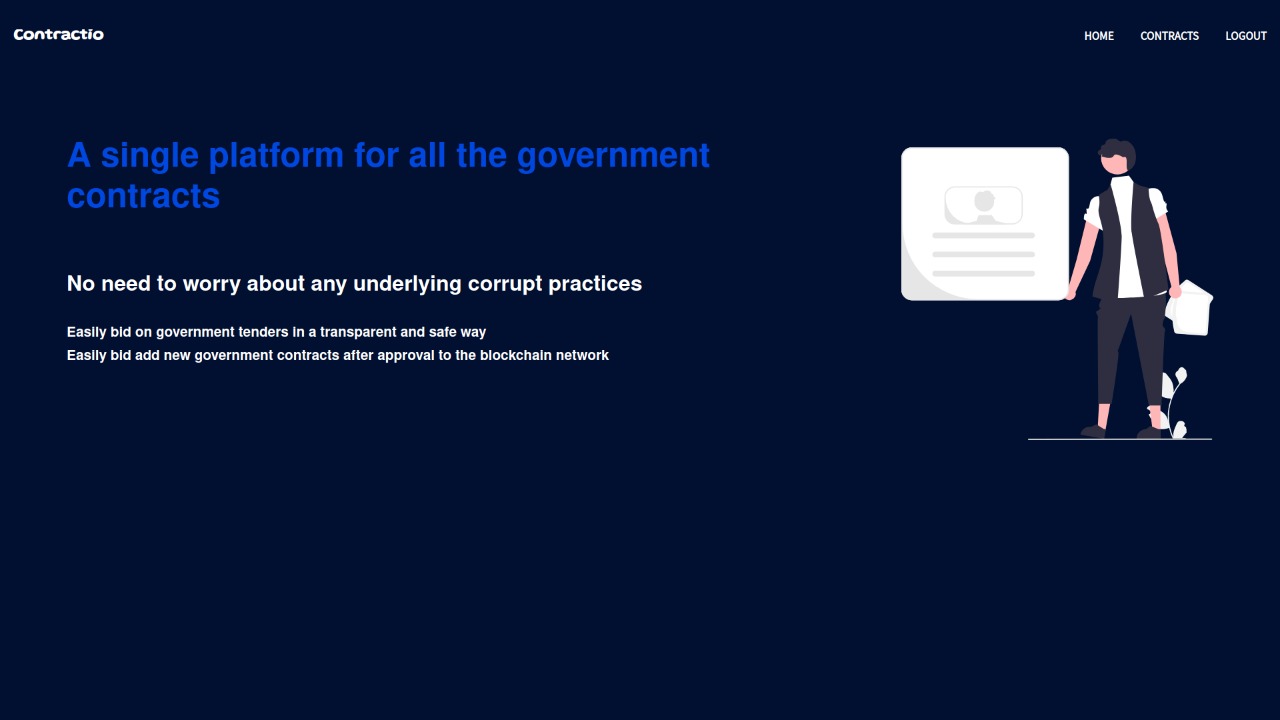 Contractio
HOME CONTRACTS LOGOUT
A single platform for all the government
contracts
No need to worry about any underlying corrupt practices
Easily bid on government tenders in a transparent and safe way
Easily bid add new government contracts after approval to the blockchain network